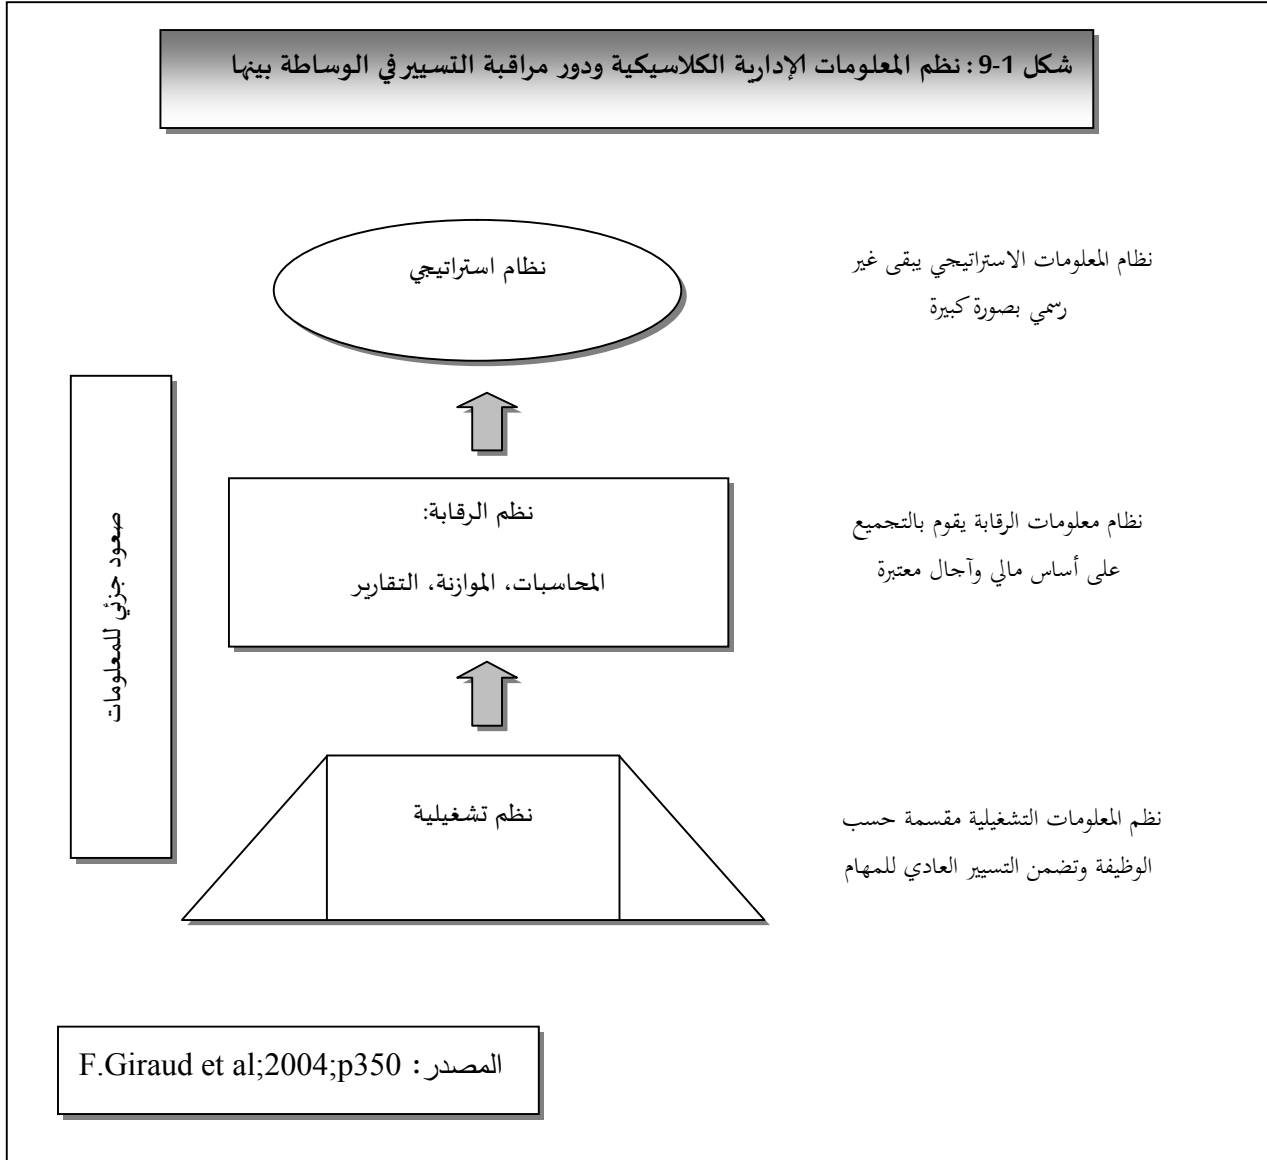 شكل 1-9 : نظم المعلومات الإدارية الكلاسيكية ودور مراقبة التسيير في الوساطة بينها
نظام استراتيجي
نظام المعلومات الاستراتيجي يبقى غير
رسمي بصورة كبيرة
صعود جزئي للمعلومات
نظم الرقابة:
المحاسبات، الموازنة، التقارير
نظام معلومات الرقابة يقوم بالتجميع
على أساس مالي وآجال معتبرة
نظم تشغيلية
نظم المعلومات التشغيلية مقسمة حسب
الوظيفة وتضمن التسيير العادي للمهام
المصدر : F.Giraud et al;2004;p350